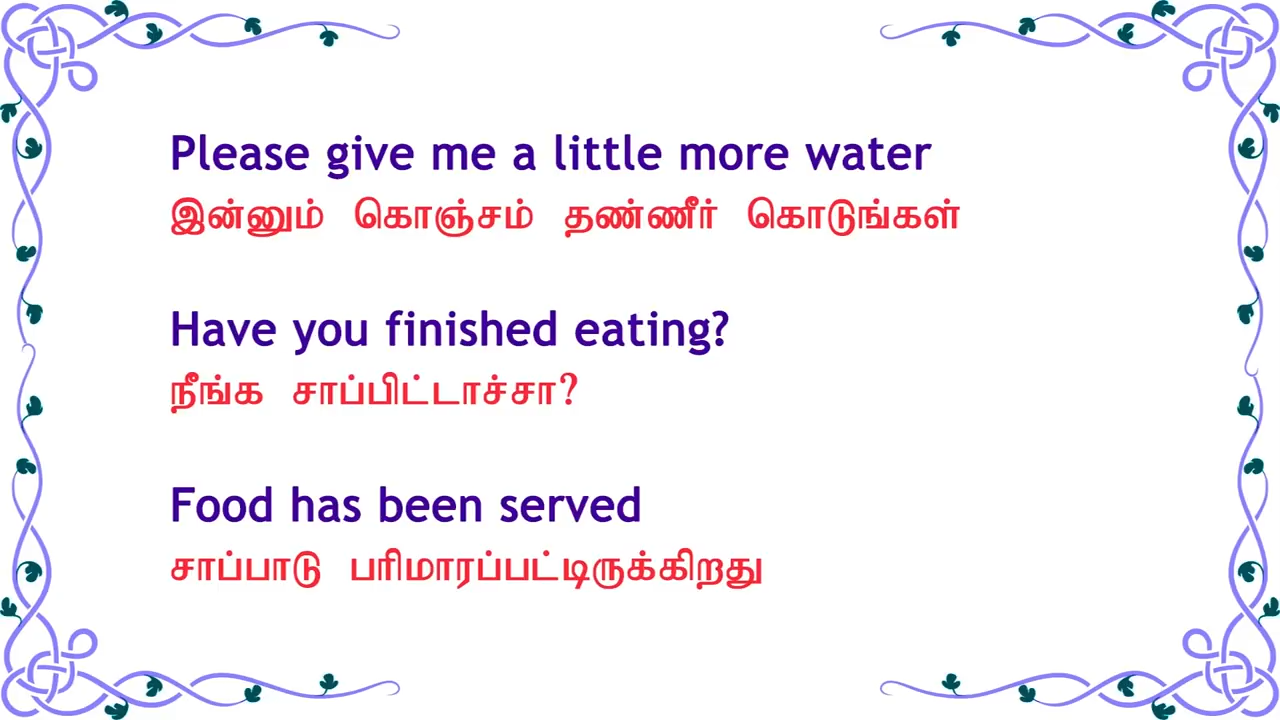 Please give me a little more water
இன்னும் கொஞ்சம் தண்ணீர் கொடுங்கள்
Have you finished eating?
நீங்க சாப்பிட்டாச்சா?
Food has been served
சாப்பாடு பரிமாரப்பட்டிருக்கிறது